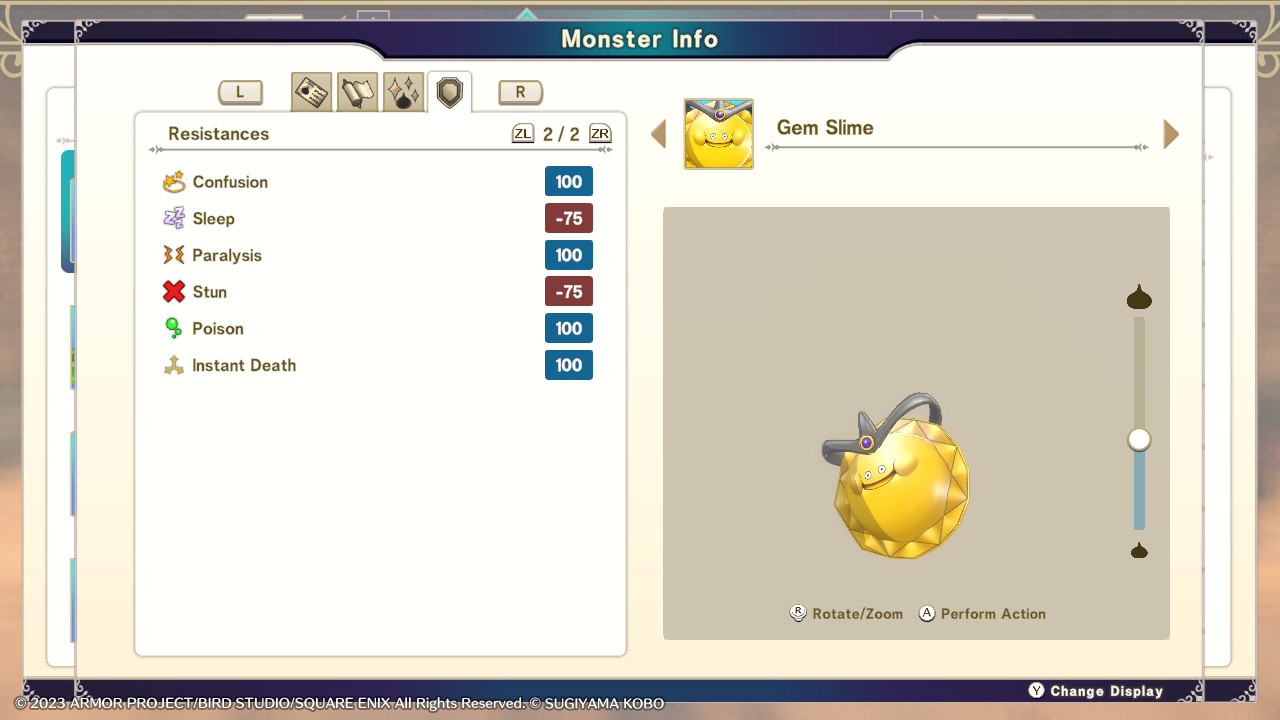 Monster Info
L
R
Resistances
ZL 2 / 2 ZR
Gem Slime
Confusion 100
Sleep -75
Paralysis 100
Stun -75
Poison 100
Instant Death 100
R Rotate/Zoom A Perform Action
Y Change Display
© 2023 ARMOR PROJECT/BIRD STUDIO/SQUARE ENIX All Rights Reserved. © SUGIYAMA KOBO